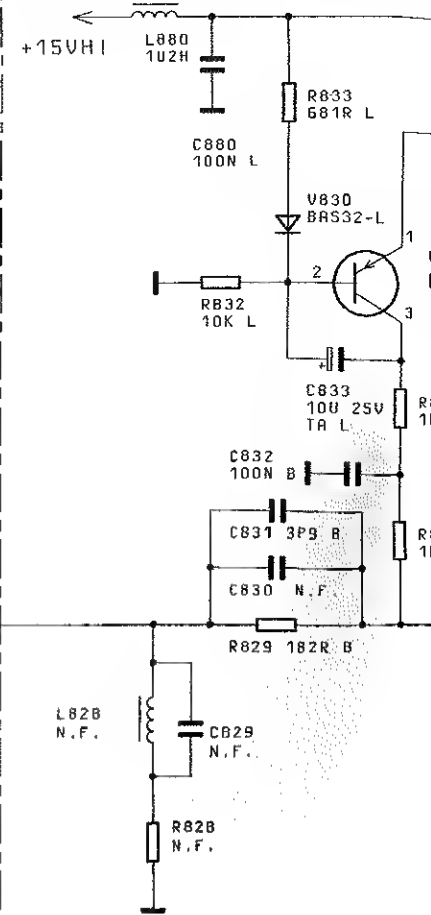 +15VHI
L880
1U2H
C880
100N L
R833
681R L
V830
BAS32-L
1
2
3
R832
10K L
C833
10U 25V
TA L
+
C832
100N B
C831 3P9 B
C830 N.F.
R829 182R B
L828
N.F.
C829
N.F.
R828
N.F.